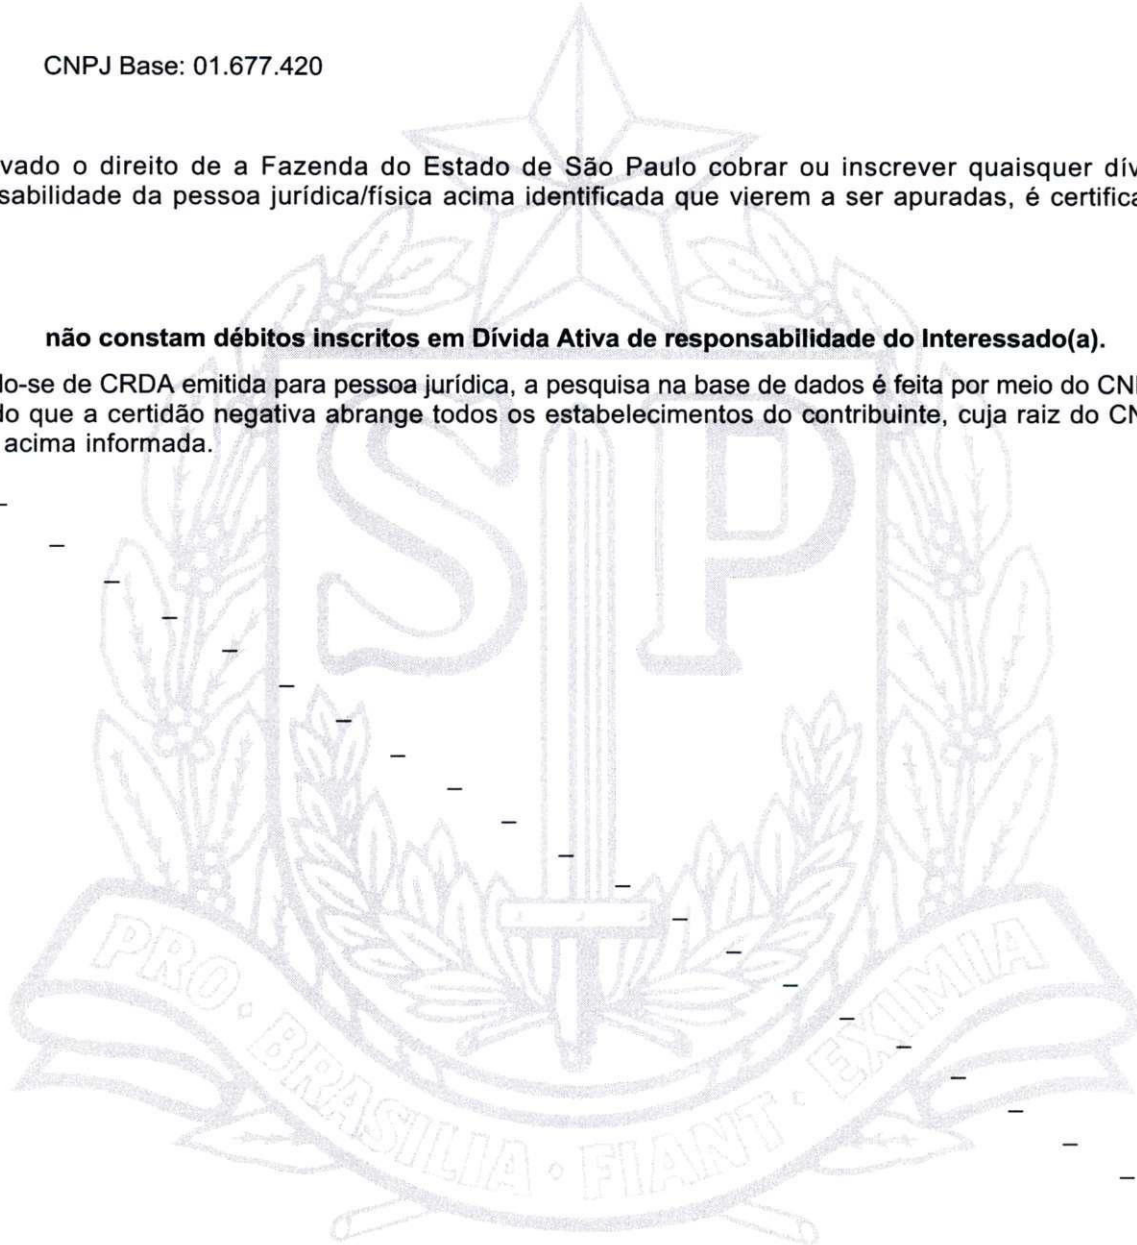 CNPJ Base: 01.677.420
vado o direito de a Fazenda do Estado de São Paulo cobrar ou inscrever quaisquer dív
sabilidade da pessoa jurídica/física acima identificada que vierem a ser apuradas, é certifica
não constam débitos inscritos em Dívida Ativa de responsabilidade do Interessado(a).
do-se de CRDA emitida para pessoa jurídica, a pesquisa na base de dados é feita por meio do CN
do que a certidão negativa abrange todos os estabelecimentos do contribuinte, cuja raiz do CN
acima informada.
SP
PRO · BRASILIA · FIANT · EXIMIA